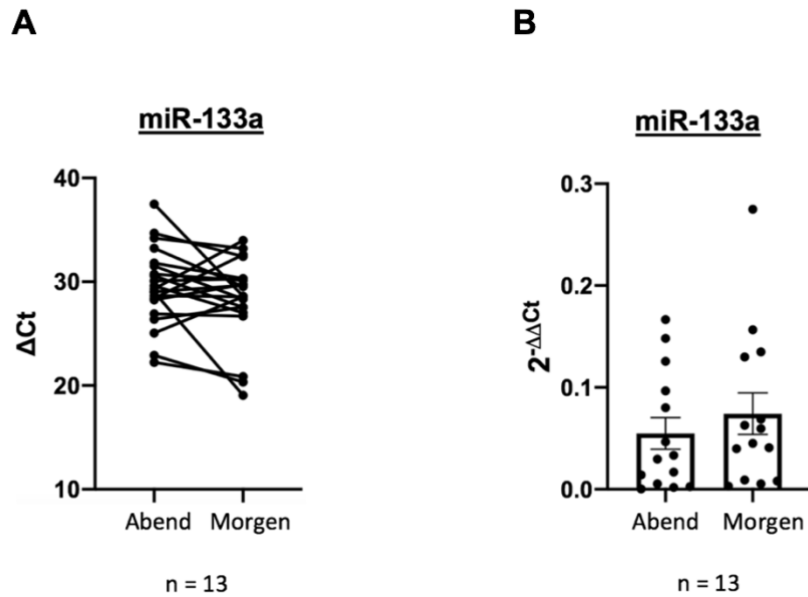 A
miR-133a
40
30
20
10
ΔCt
Abend Morgen
n = 13
B
miR-133a
0.3
0.2
0.1
0.0
2-ΔΔCt
Abend Morgen
n = 13